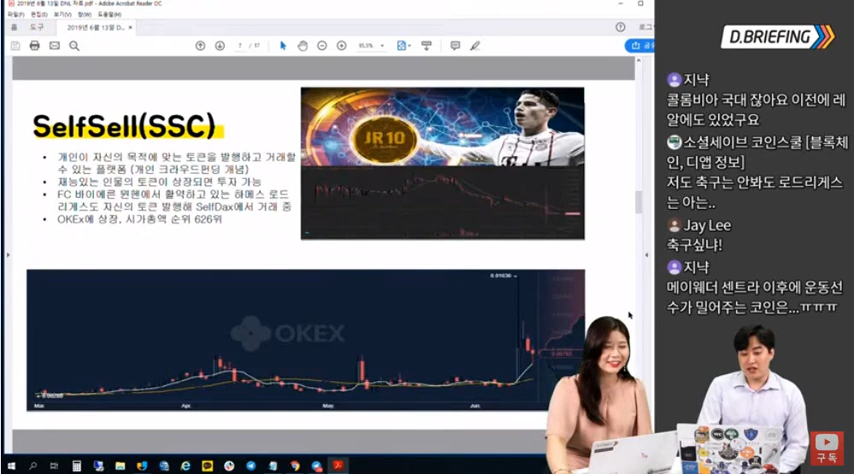 2019년 6월 13일 DNL 자료.pdf - Adobe Acrobat Reader DC
파일(F) 편집(E) 보기(V) 창(W) 도움말(H)
홈 도구 2019년 6월 13일 D... ×
7 / 17
SelfSell(SSC)
• 개인이 자신의 목적에 맞는 토큰을 발행하고 거래할
수 있는 플랫폼 (개인 크라우드펀딩 개념)
• 재능있는 인물의 토큰이 상장되면 투자 가능
• FC 바이에른 뮌헨에서 활약하고 있는 하메스 로드
리게스도 자신의 토큰 발행해 SelfDax에서 거래 중
• OKEx에 상장, 시가총액 순위 626위
JR10
OKEX
Apr
May
Jun
D.BRIEFING
지냑
콜롬비아 국대 잖아요 이전에 레
알에도 있었구요
소셜세이브 코인스쿨 [블록체
인, 디앱 정보]
저도 축구는 안봐도 로드리게스
는 아는..
Jay Lee
축구싶냐!
지냑
메이웨더 센트라 이후에 운동선
수가 밀어주는 코인은...ㅠㅠㅠ
구독